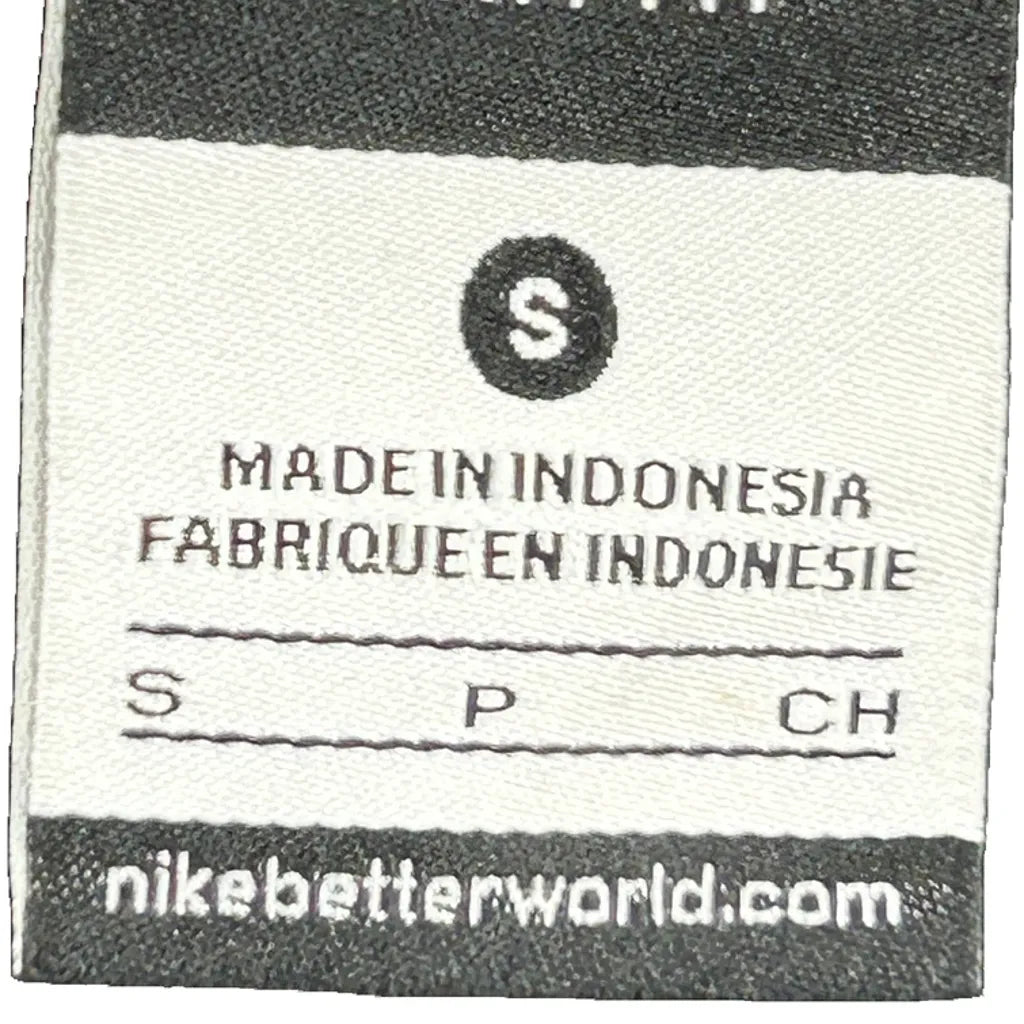 S
MADE IN INDONESIA
FABRIQUE EN INDONESIE
S P CH
nikebetterworld.com